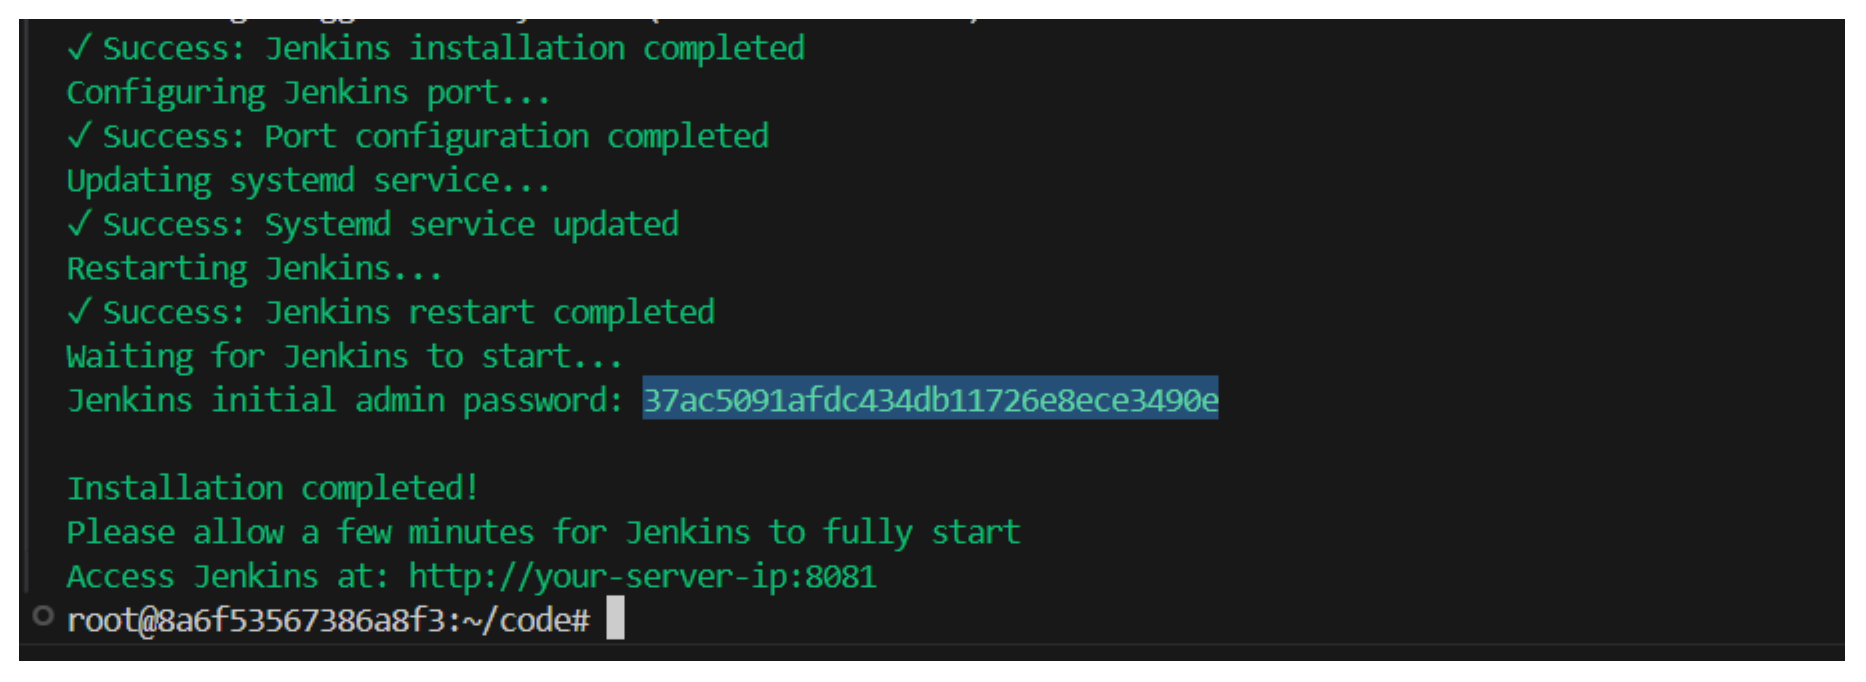 ✓ Success: Jenkins installation completed
Configuring Jenkins port...
✓ Success: Port configuration completed
Updating systemd service...
✓ Success: Systemd service updated
Restarting Jenkins...
✓ Success: Jenkins restart completed
Waiting for Jenkins to start...
Jenkins initial admin password: 37ac5091afdc434db11726e8ece3490e
Installation completed!
Please allow a few minutes for Jenkins to fully start
Access Jenkins at: http://your-server-ip:8081
root@8a6f53567386a8f3:~/code#